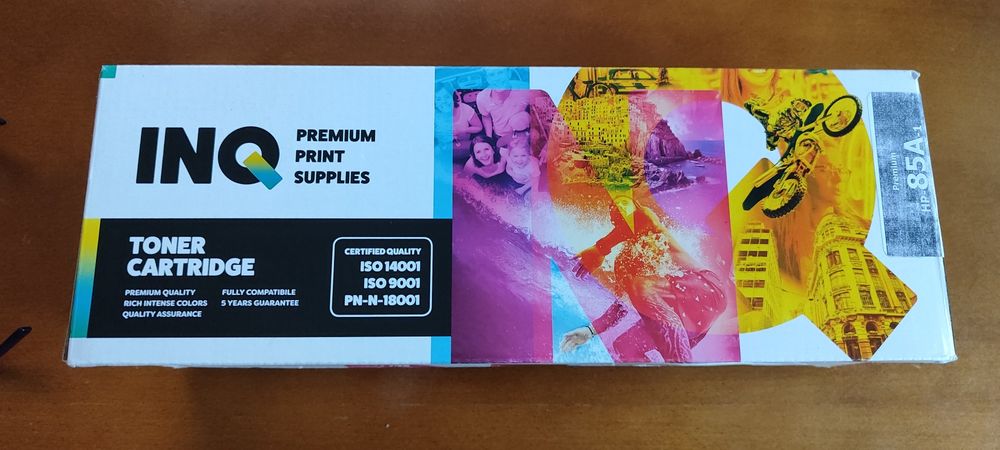 INQ
PREMIUM
PRINT
SUPPLIES
TONER
CARTRIDGE
PREMIUM QUALITY
RICH INTENSE COLORS
QUALITY ASSURANCE
FULLY COMPATIBILE
5 YEARS GUARANTEE
CERTIFIED QUALITY
ISO 14001
ISO 9001
PN-N-18001
Premium
HP-85A-1